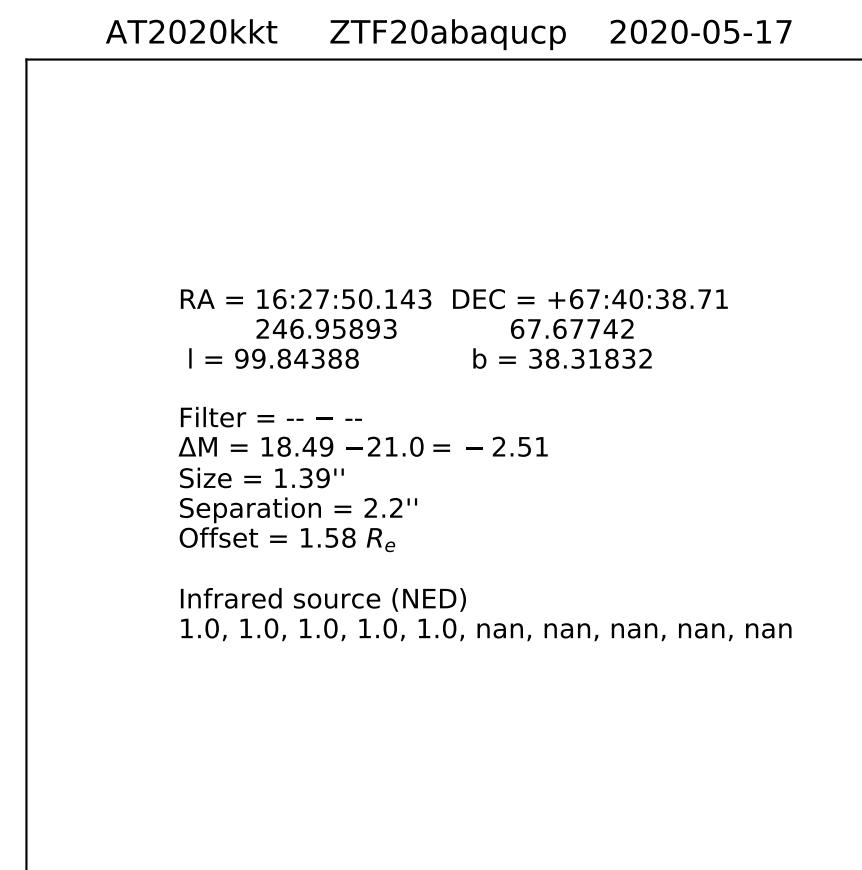 AT2020kkt ZTF20abaqucp 2020-05-17
RA = 16:27:50.143 DEC = +67:40:38.71
246.95893 67.67742
l = 99.84388 b = 38.31832
Filter = -- − --
ΔM = 18.49 −21.0 = − 2.51
Size = 1.39''
Separation = 2.2''
Offset = 1.58 Rₑ
Infrared source (NED)
1.0, 1.0, 1.0, 1.0, 1.0, nan, nan, nan, nan, nan